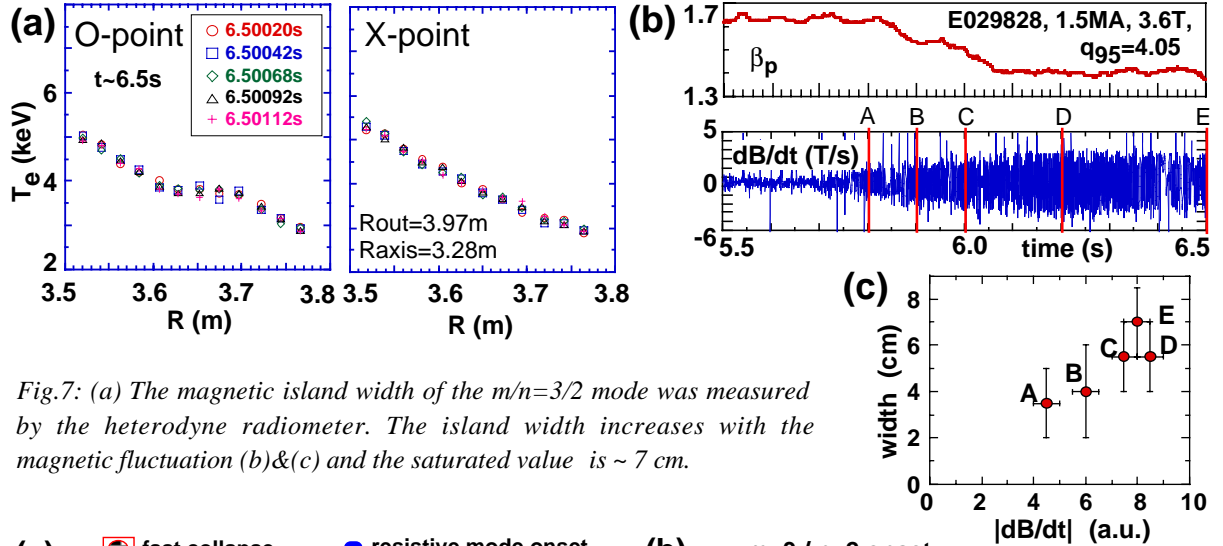 (a)
O-point
t~6.5s
6.50020s
6.50042s
6.50068s
6.50092s
6.50112s
X-point
Rout=3.97m
Raxis=3.28m
Te (keV)
6
4
2
3.5 3.6 3.7 3.8
R (m)
3.5 3.6 3.7 3.8
R (m)
(b)
1.7
E029828, 1.5MA, 3.6T,
q95=4.05
βp
1.3
A B C D E
5
dB/dt (T/s)
0
-6
5.5 6.0 time (s) 6.5
(c)
width (cm)
8
6
4
2
0
A B C D E
0 2 4 6 8 10
|dB/dt| (a.u.)
Fig.7: (a) The magnetic island width of the m/n=3/2 mode was measured
by the heterodyne radiometer. The island width increases with the
magnetic fluctuation (b)&(c) and the saturated value is ~ 7 cm.